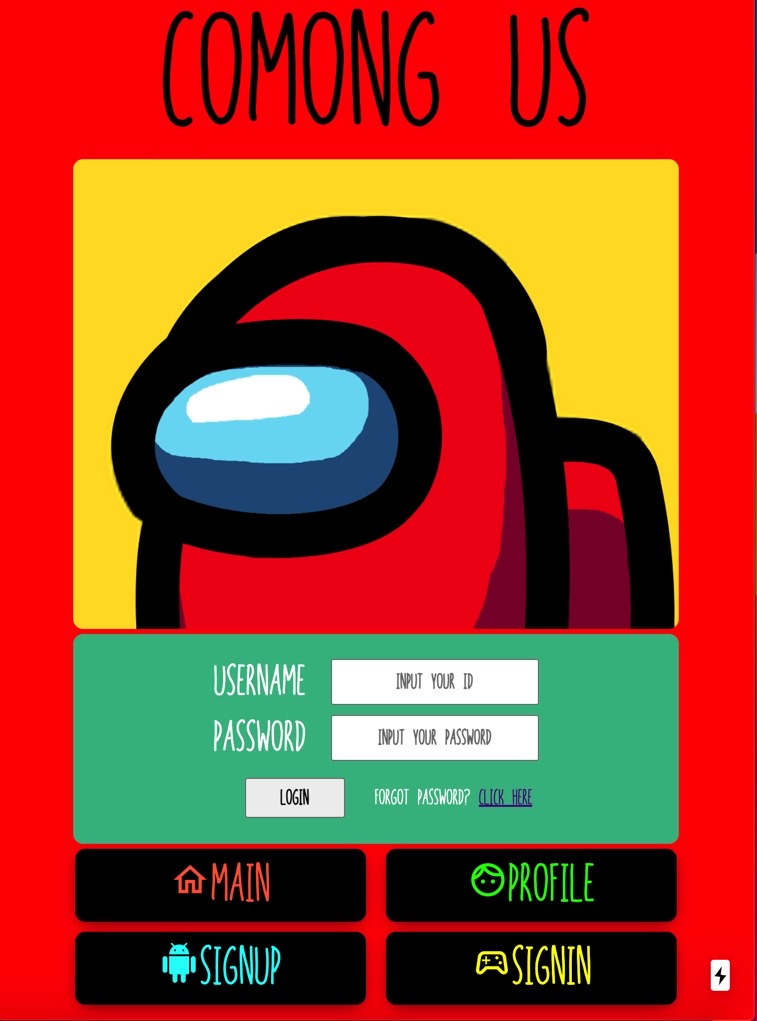 COMONG US
USERNAME INPUT YOUR ID
PASSWORD INPUT YOUR PASSWORD
LOGIN FORGOT PASSWORD? CLICK HERE
MAIN PROFILE
SIGNUP SIGNIN